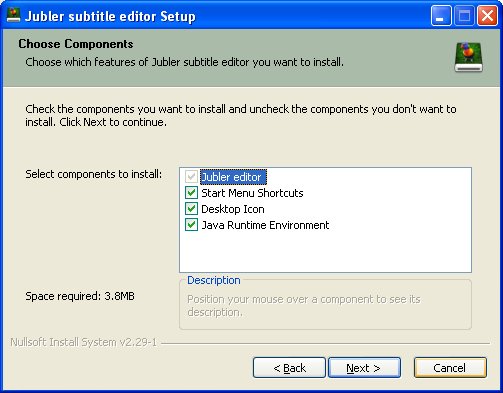 Jubler subtitle editor Setup
Choose Components
Choose which features of Jubler subtitle editor you want to install.
Check the components you want to install and uncheck the components you don't want to
install. Click Next to continue.
Select components to install:
Jubler editor
Start Menu Shortcuts
Desktop Icon
Java Runtime Environment
Space required: 3.8MB
Description
Position your mouse over a component to see its
description.
Nullsoft Install System v2.29-1
< Back
Next >
Cancel